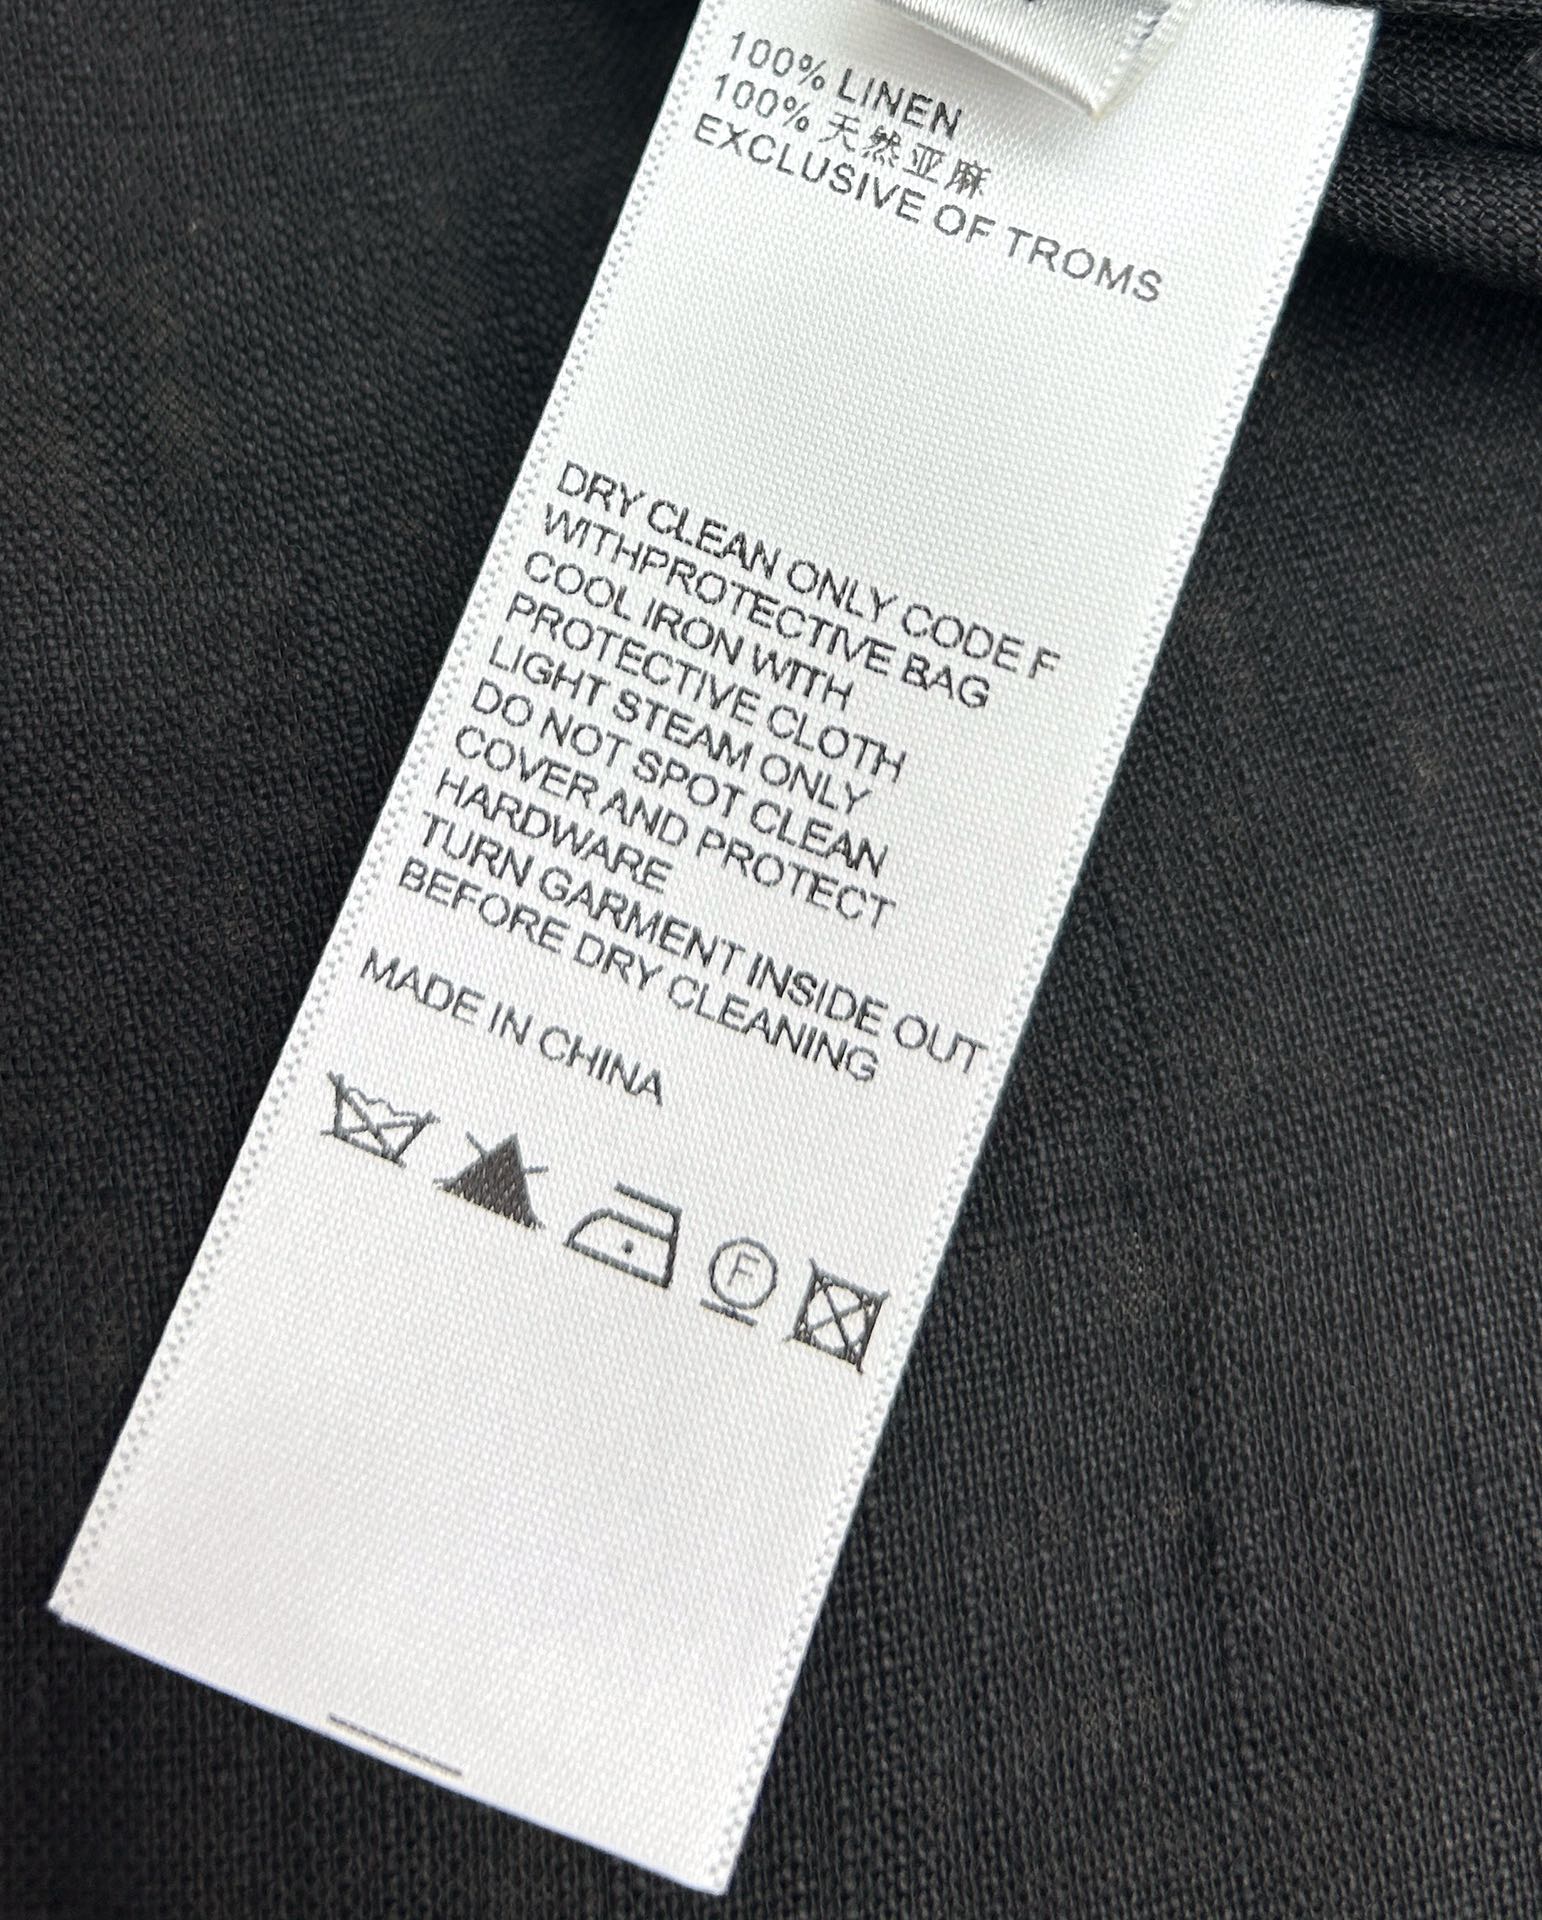 100% LINEN
100% 天然亚麻
EXCLUSIVE OF TROMS
DRY CLEAN ONLY CODE F
WITHPROTECTIVE BAG
COOL IRON WITH
PROTECTIVE CLOTH
LIGHT STEAM ONLY
DO NOT SPOT CLEAN
COVER AND PROTECT
HARDWARE
TURN GARMENT INSIDE OUT
BEFORE DRY CLEANING
MADE IN CHINA
F